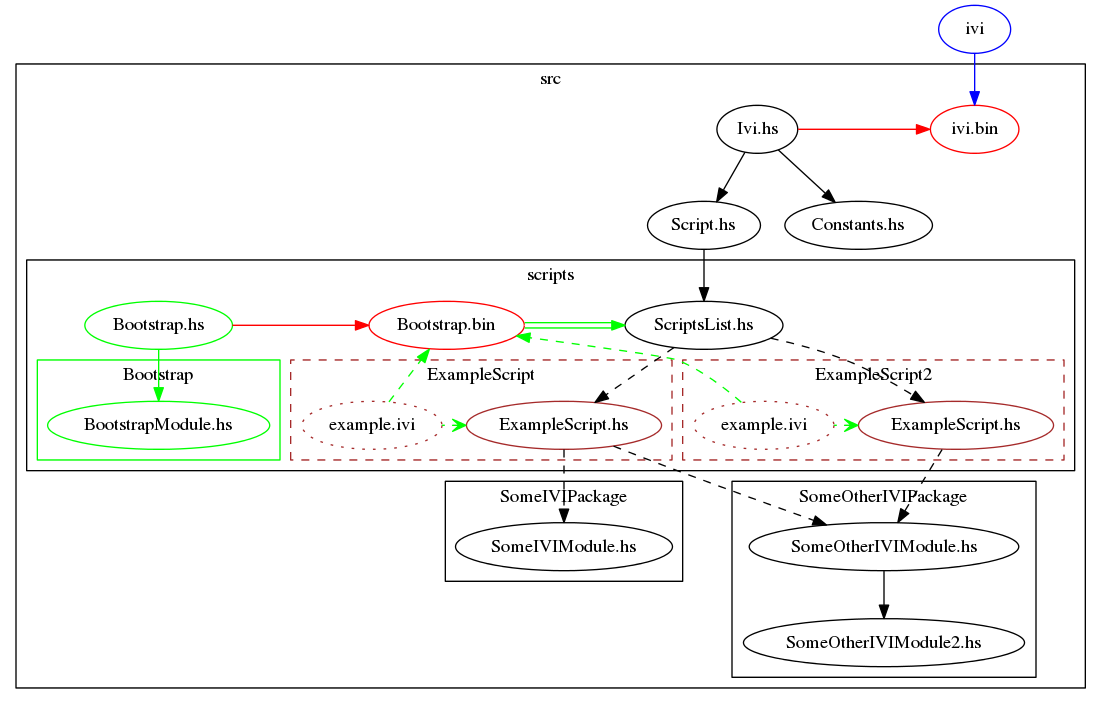 ivi
src
Ivi.hs
ivi.bin
Script.hs
Constants.hs
scripts
Bootstrap.hs
Bootstrap.bin
ScriptsList.hs
Bootstrap
ExampleScript
ExampleScript2
BootstrapModule.hs
example.ivi
ExampleScript.hs
example.ivi
ExampleScript.hs
SomeIVIPackage
SomeOtherIVIPackage
SomeIVIModule.hs
SomeOtherIVIModule.hs
SomeOtherIVIModule2.hs